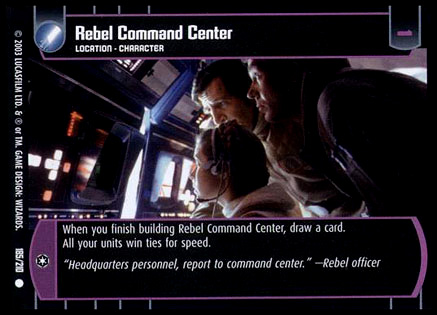 Rebel Command Center
LOCATION - CHARACTER
1
When you finish building Rebel Command Center, draw a card.
All your units win ties for speed.
"Headquarters personnel, report to command center." —Rebel officer
© 2003 LUCASFILM LTD. & ® or TM. GAME DESIGN: WIZARDS.
185/210